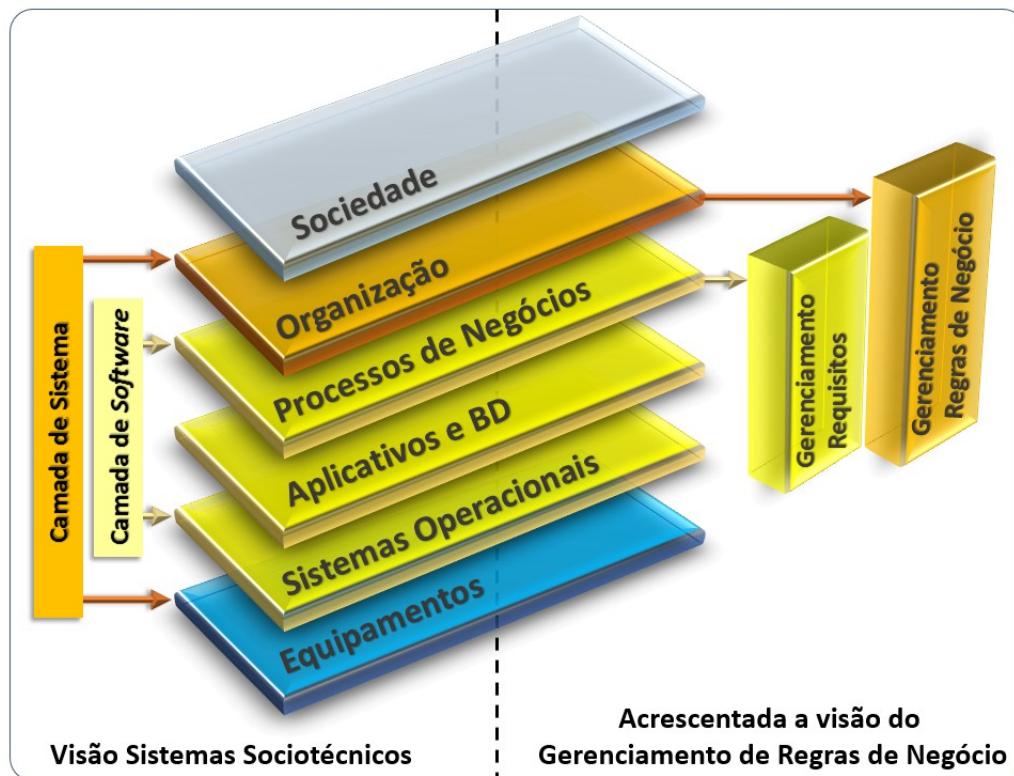 Sociedade
Organização
Processos de Negócios
Aplicativos e BD
Sistemas Operacionais
Equipamentos
Camada de Sistema
Camada de Software
Gerenciamento
Requisitos
Gerenciamento
Regras de Negócio
Visão Sistemas Sociotécnicos
Acrescentada a visão do
Gerenciamento de Regras de Negócio